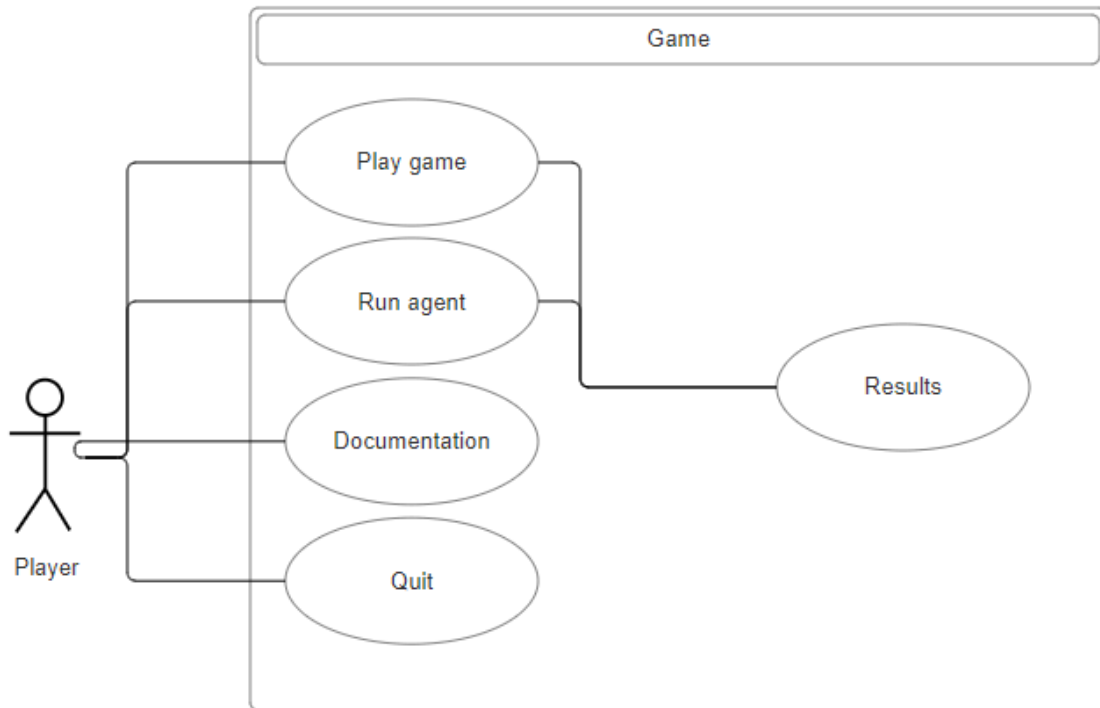 Game
Play game
Run agent
Results
Documentation
Player
Quit